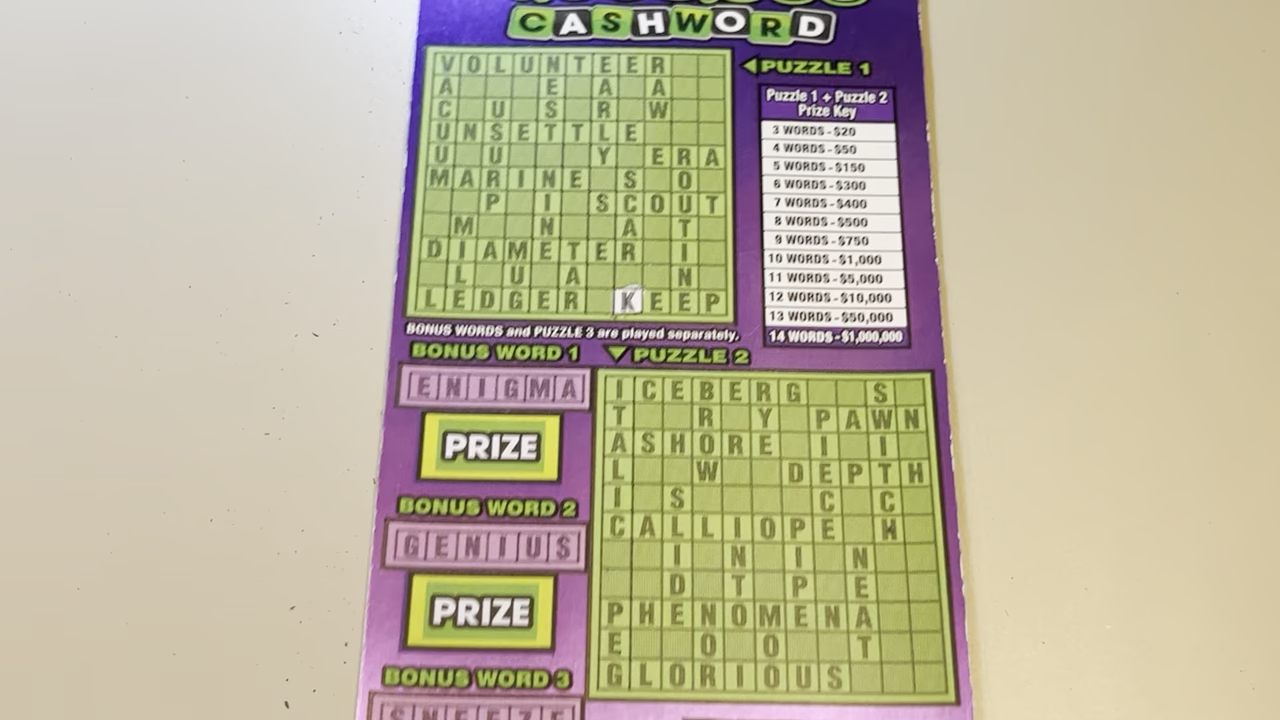 CASHWORD
VOLUNTEER
A E A A
C U S R W
UNSETTLE
U U Y ERA
MARINE S O
P I SCOUT
M N A T
DIAMETER I
L U A N
LEDGER KEEP
PUZZLE 1
Puzzle 1 + Puzzle 2
Prize Key
3 WORDS - $20
4 WORDS - $50
5 WORDS - $150
6 WORDS - $300
7 WORDS - $400
8 WORDS - $500
9 WORDS - $750
10 WORDS - $1,000
11 WORDS - $5,000
12 WORDS - $10,000
13 WORDS - $50,000
14 WORDS - $1,000,000
BONUS WORDS and PUZZLE 3 are played separately.
BONUS WORD 1
ENIGMA
PRIZE
BONUS WORD 2
GENIUS
PRIZE
BONUS WORD 3
SNEEZE
PUZZLE 2
ICEBERG S
T R Y PAWN
ASHORE I I
L W DEPTH
I S C C
CALLIOPE H
I N I N
D T P E
PHENOMENA
E O O T
GLORIOUS